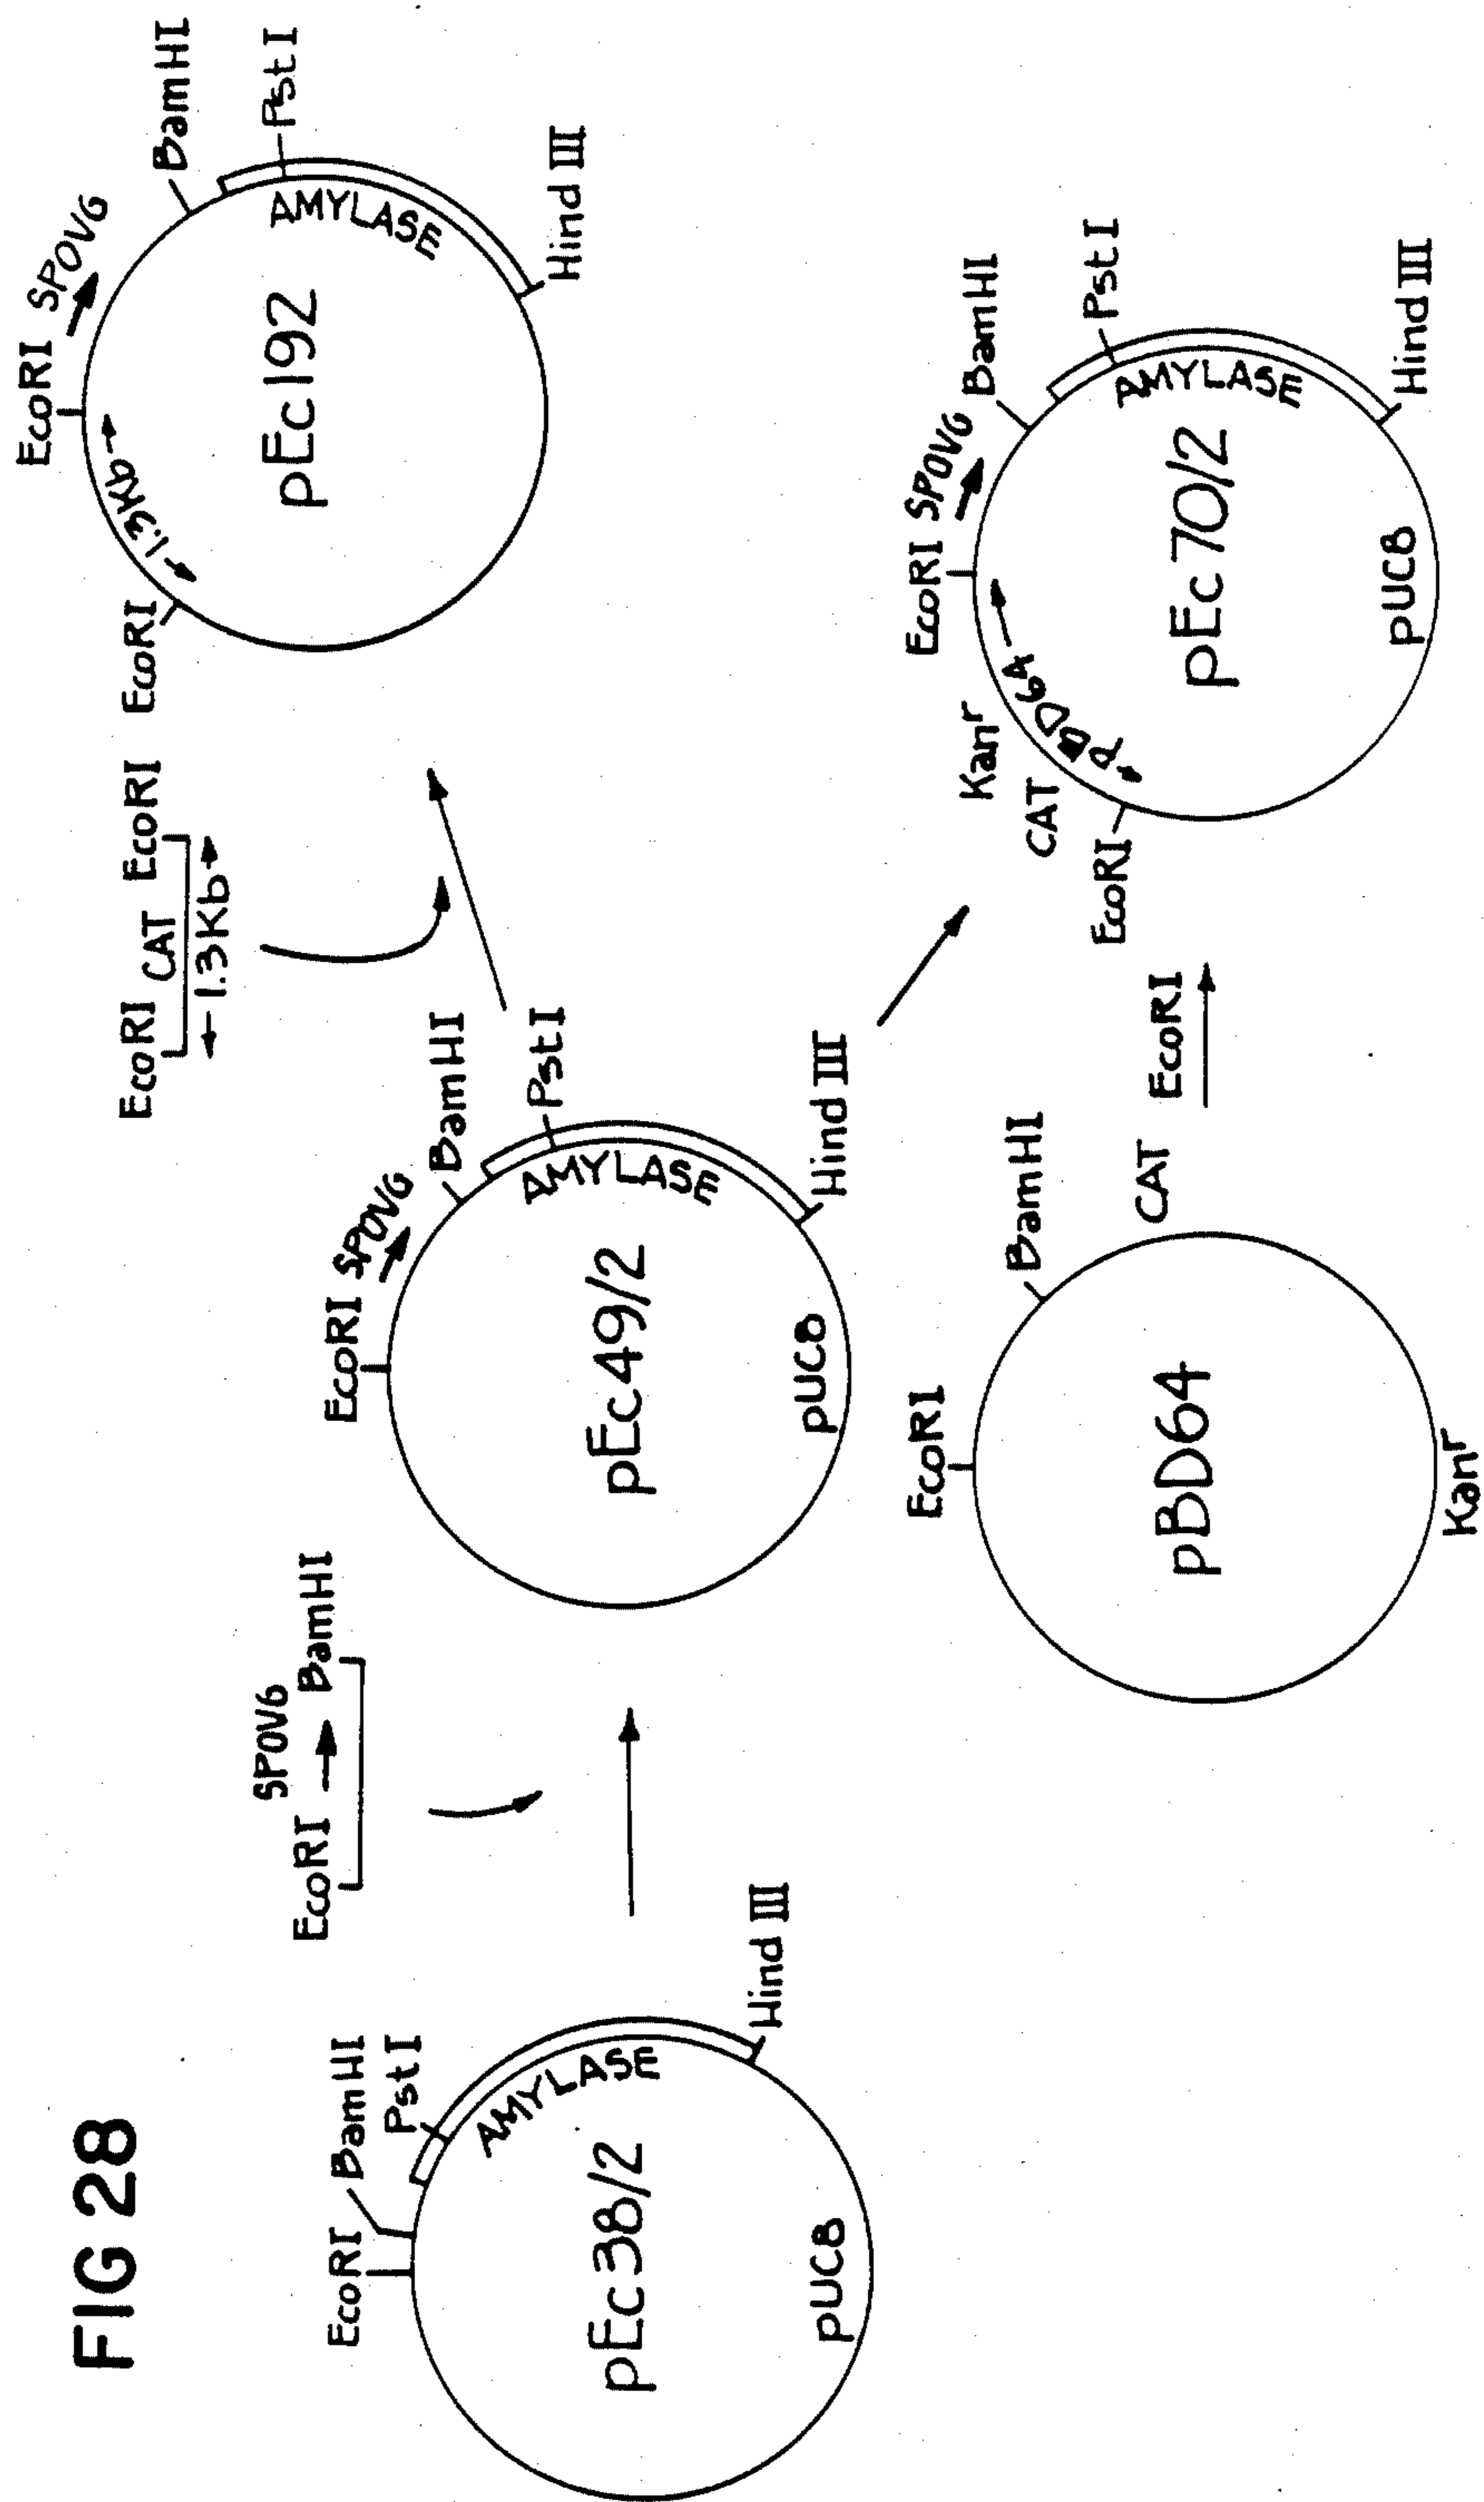 FIG 28
EcoRI
BamHI
PstI
AMYLASE
Hind III
pEc38/2
pUC8
SPOVG
EcoRI
BamHI
EcoRI
SPOVG
BamHI
PstI
AMYLASE
Hind III
pEc49/2
pUC8
EcoRI CAT EcoRI
1.3Kb
EcoRI
EcoRI
SPOVG
BamHI
PstI
AMYLASE
Hind III
1.3Kb
pEc192
EcoRI
BamHI
CAT
pBD64
Kanr
EcoRI
EcoRI
CAT
Kanr
EcoRI
SPOVG
BamHI
PstI
AMYLASE
Hind III
pBD64
pEc70/2
pUC8